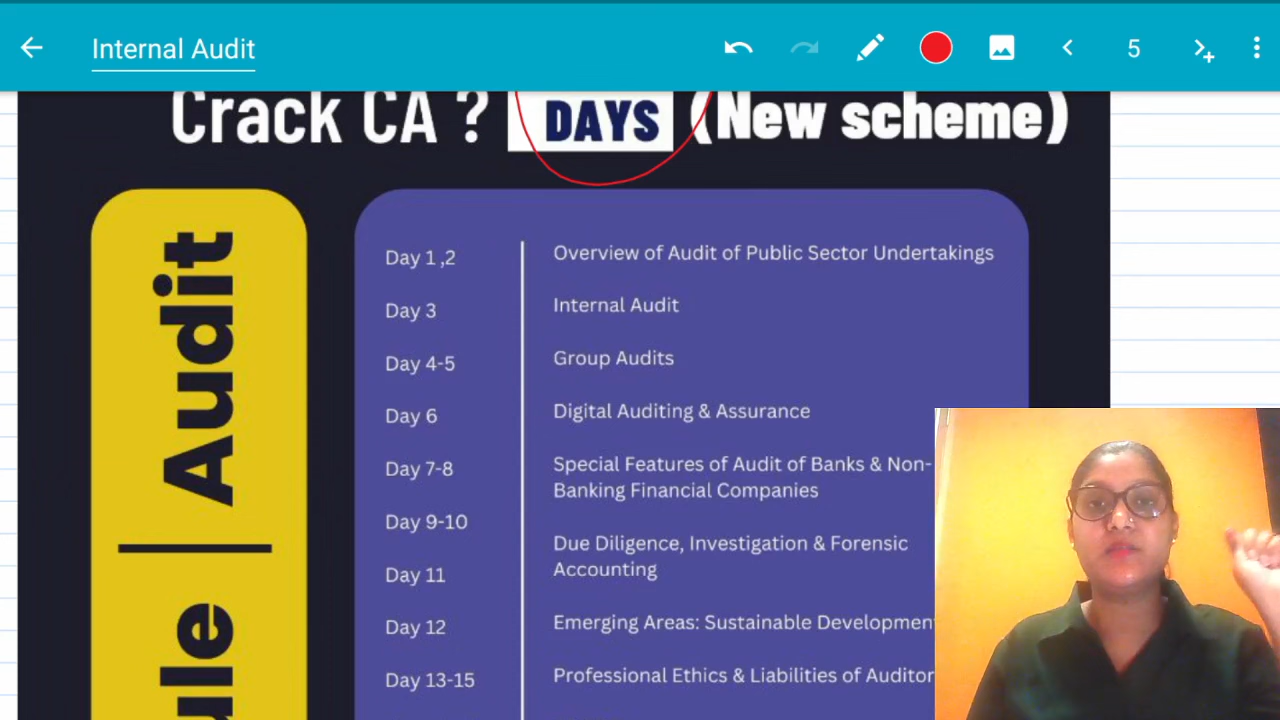 Internal Audit
5
Crack CA ? DAYS (New scheme)
Audit
ule
Day 1 ,2
Overview of Audit of Public Sector Undertakings
Day 3
Internal Audit
Day 4-5
Group Audits
Day 6
Digital Auditing & Assurance
Day 7-8
Special Features of Audit of Banks & Non-
Banking Financial Companies
Day 9-10
Due Diligence, Investigation & Forensic
Accounting
Day 11
Emerging Areas: Sustainable Developmen
Day 12
Professional Ethics & Liabilities of Auditor
Day 13-15